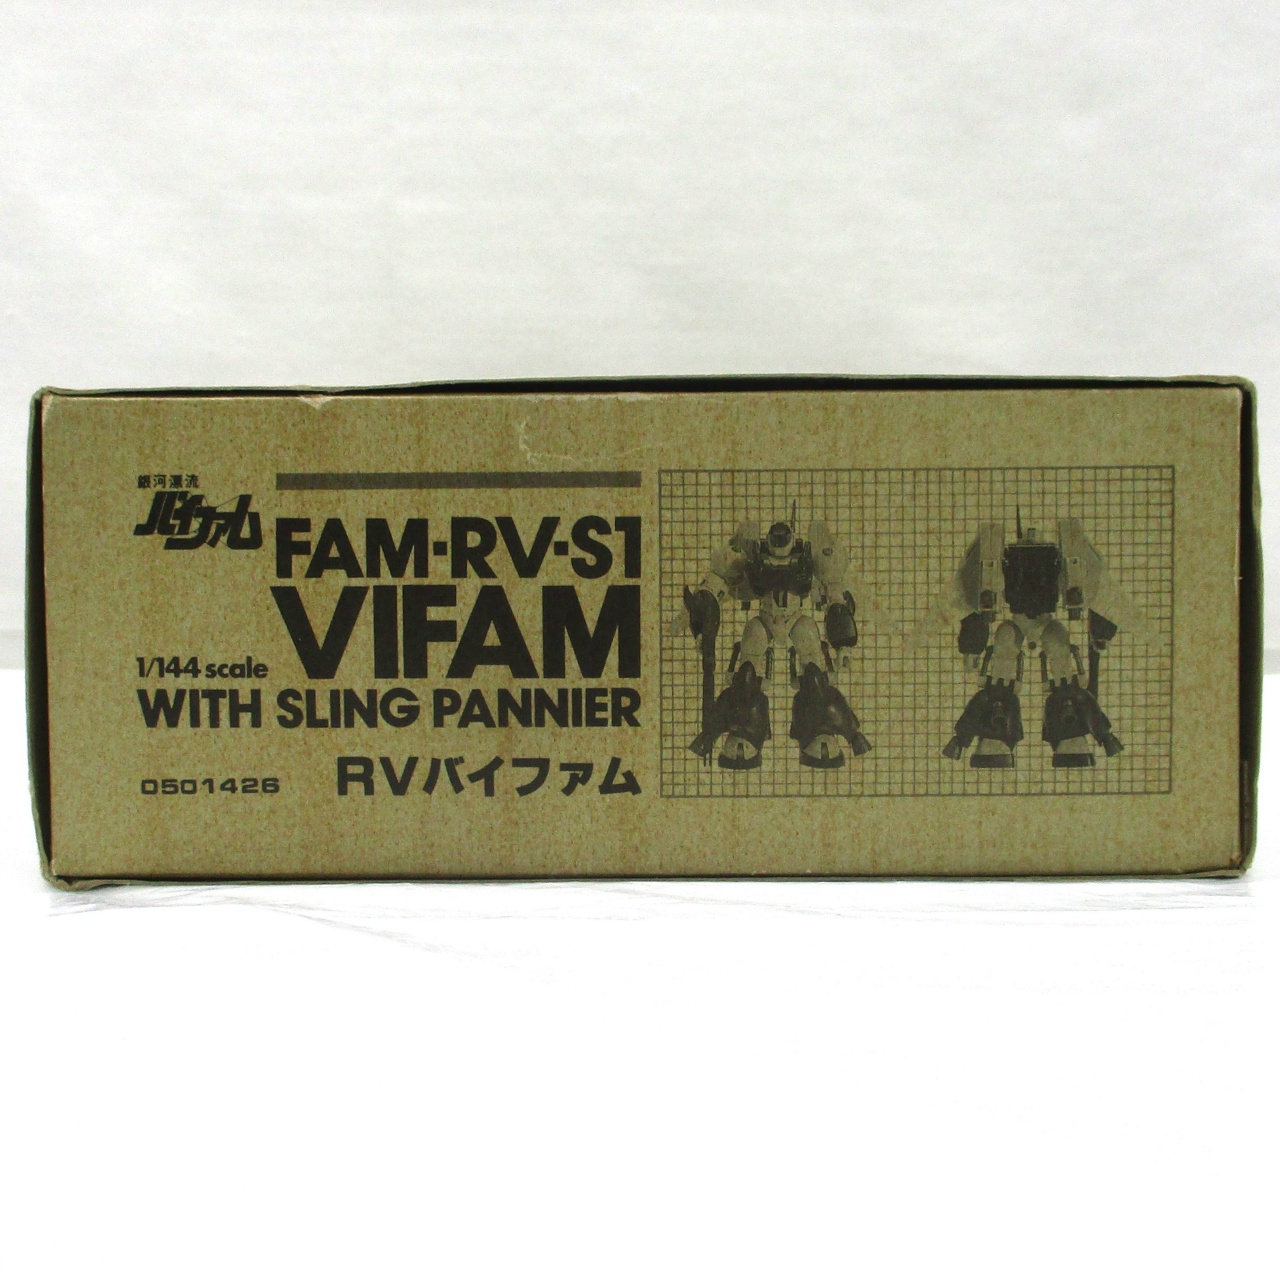 銀河漂流
バイファム
FAM-RV-S1
VIFAM
1/144 scale
WITH SLING PANNIER
0501426
RVバイファム